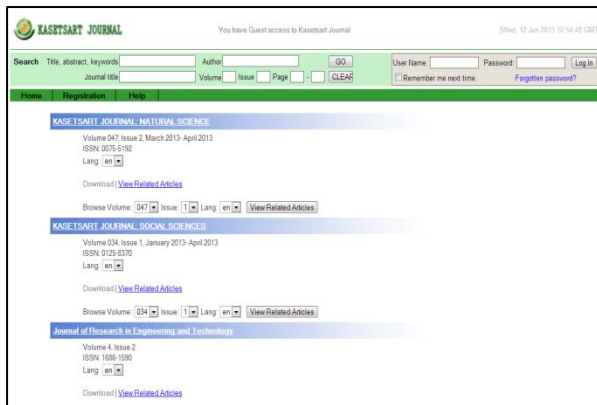 KASETSART JOURNAL
You have Guest access to Kasetsart Journal
[Wed, 12 Jun 2013 10:54:48 GMT
Search Title, abstract, keywords Author GO
Journal title Volume Issue Page - CLEAR
User Name: Password: Log In
Remember me next time. Forgotten password?
Home Registration Help
KASETSART JOURNAL: NATURAL SCIENCE
Volume 047, Issue 2, March 2013- April 2013
ISSN: 0075-5192
Lang: en
Download | View Related Articles
Browse Volume: 047 Issue: 1 Lang: en View Related Articles
KASETSART JOURNAL: SOCIAL SCIENCES
Volume 034, Issue 1, January 2013- April 2013
ISSN: 0125-8370
Lang: en
Download | View Related Articles
Browse Volume: 034 Issue: 1 Lang: en View Related Articles
Journal of Research in Engineering and Technology
Volume 4, Issue 2
ISSN: 1686-1590
Lang: en
Download | View Related Articles